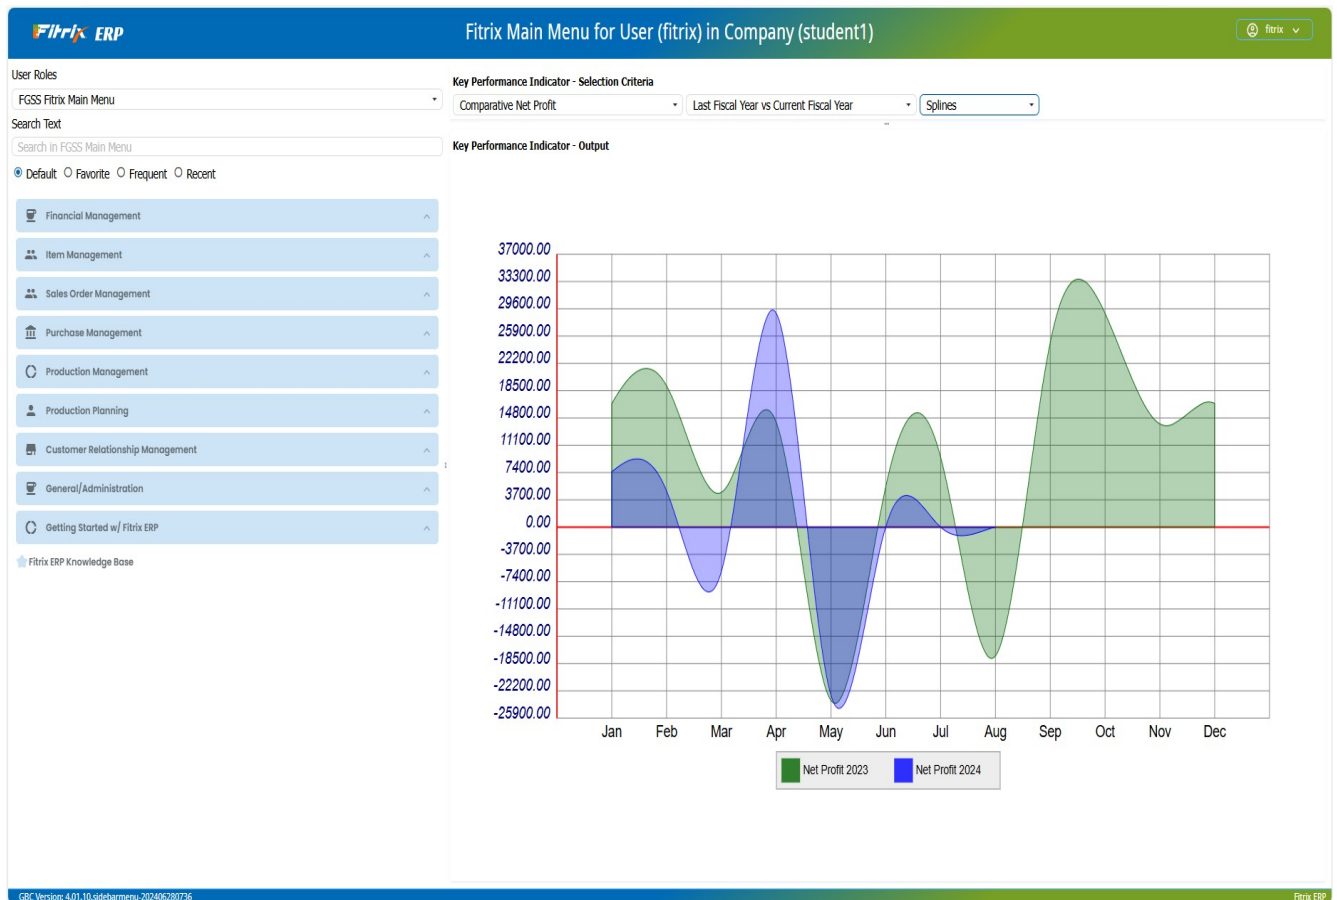 Fitrix ERP
Fitrix Main Menu for User (fitrix) in Company (student1)
fitrix
User Roles
FGSS Fitrix Main Menu
Search Text
Search in FGSS Main Menu
Default Favorite Frequent Recent
Financial Management
Item Management
Sales Order Management
Purchase Management
Production Management
Production Planning
Customer Relationship Management
General/Administration
Getting Started w/ Fitrix ERP
Fitrix ERP Knowledge Base
Key Performance Indicator - Selection Criteria
Comparative Net Profit Last Fiscal Year vs Current Fiscal Year Splines
Key Performance Indicator - Output
37000.00
33300.00
29600.00
25900.00
22200.00
18500.00
14800.00
11100.00
7400.00
3700.00
0.00
-3700.00
-7400.00
-11100.00
-14800.00
-18500.00
-22200.00
-25900.00
Jan Feb Mar Apr May Jun Jul Aug Sep Oct Nov Dec
Net Profit 2023 Net Profit 2024
GBC Version: 4.01.10.sidebarmenu-202406280736
Fitrix ERP